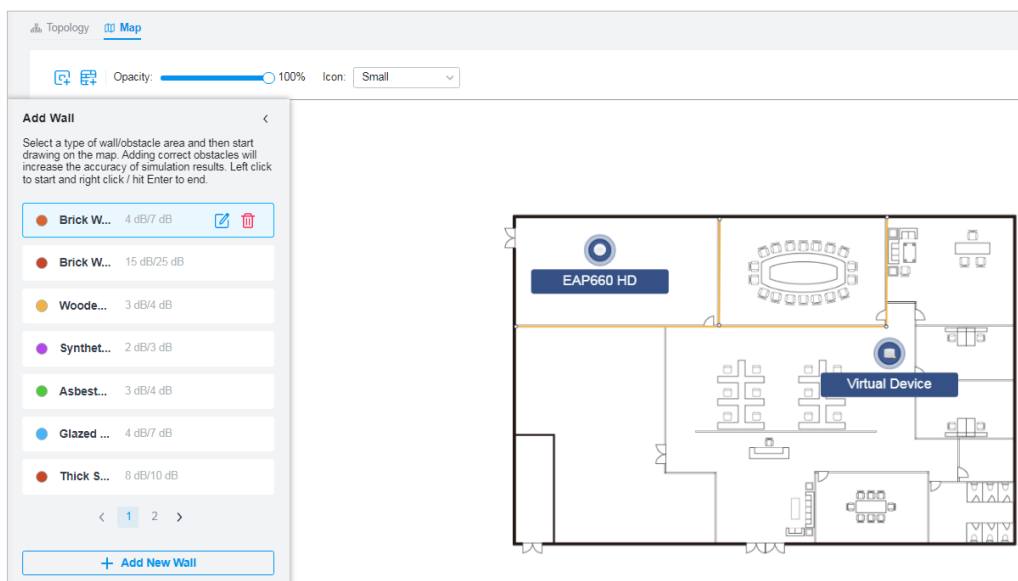 Topology Map
Opacity: 100% Icon: Small
Add Wall
Select a type of wall/obstacle area and then start
drawing on the map. Adding correct obstacles will
increase the accuracy of simulation results. Left click
to start and right click / hit Enter to end.
Brick W... 4 dB/7 dB
Brick W... 15 dB/25 dB
Woode... 3 dB/4 dB
Synthet... 2 dB/3 dB
Asbest... 3 dB/4 dB
Glazed ... 4 dB/7 dB
Thick S... 8 dB/10 dB
1 2
Add New Wall
EAP660 HD
Virtual Device